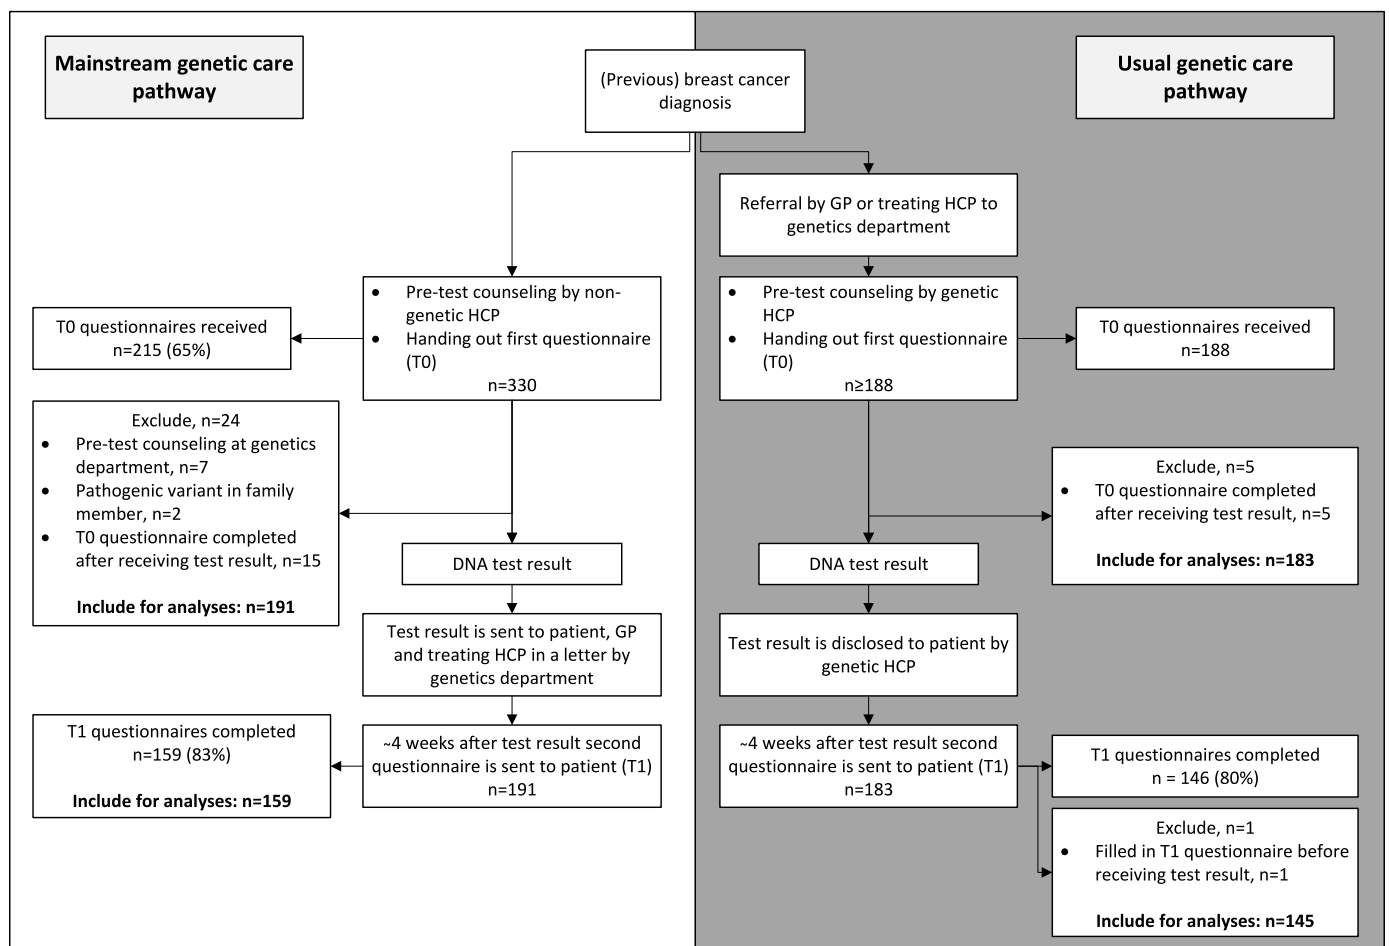 Mainstream genetic care
pathway
(Previous) breast cancer
diagnosis
Usual genetic care
pathway
Referral by GP or treating HCP to
genetics department
• Pre-test counseling by non-
genetic HCP
• Handing out first questionnaire
(T0)
n=330
T0 questionnaires received
n=215 (65%)
• Pre-test counseling by genetic
HCP
• Handing out first questionnaire
(T0)
n≥188
T0 questionnaires received
n=188
Exclude, n=24
• Pre-test counseling at genetics
department, n=7
• Pathogenic variant in family
member, n=2
• T0 questionnaire completed
after receiving test result, n=15
Include for analyses: n=191
Exclude, n=5
• T0 questionnaire completed
after receiving test result, n=5
Include for analyses: n=183
DNA test result
DNA test result
Test result is sent to patient, GP
and treating HCP in a letter by
genetics department
Test result is disclosed to patient by
genetic HCP
T1 questionnaires completed
n=159 (83%)
Include for analyses: n=159
~4 weeks after test result second
questionnaire is sent to patient (T1)
n=191
~4 weeks after test result second
questionnaire is sent to patient (T1)
n=183
T1 questionnaires completed
n = 146 (80%)
Exclude, n=1
• Filled in T1 questionnaire before
receiving test result, n=1
Include for analyses: n=145